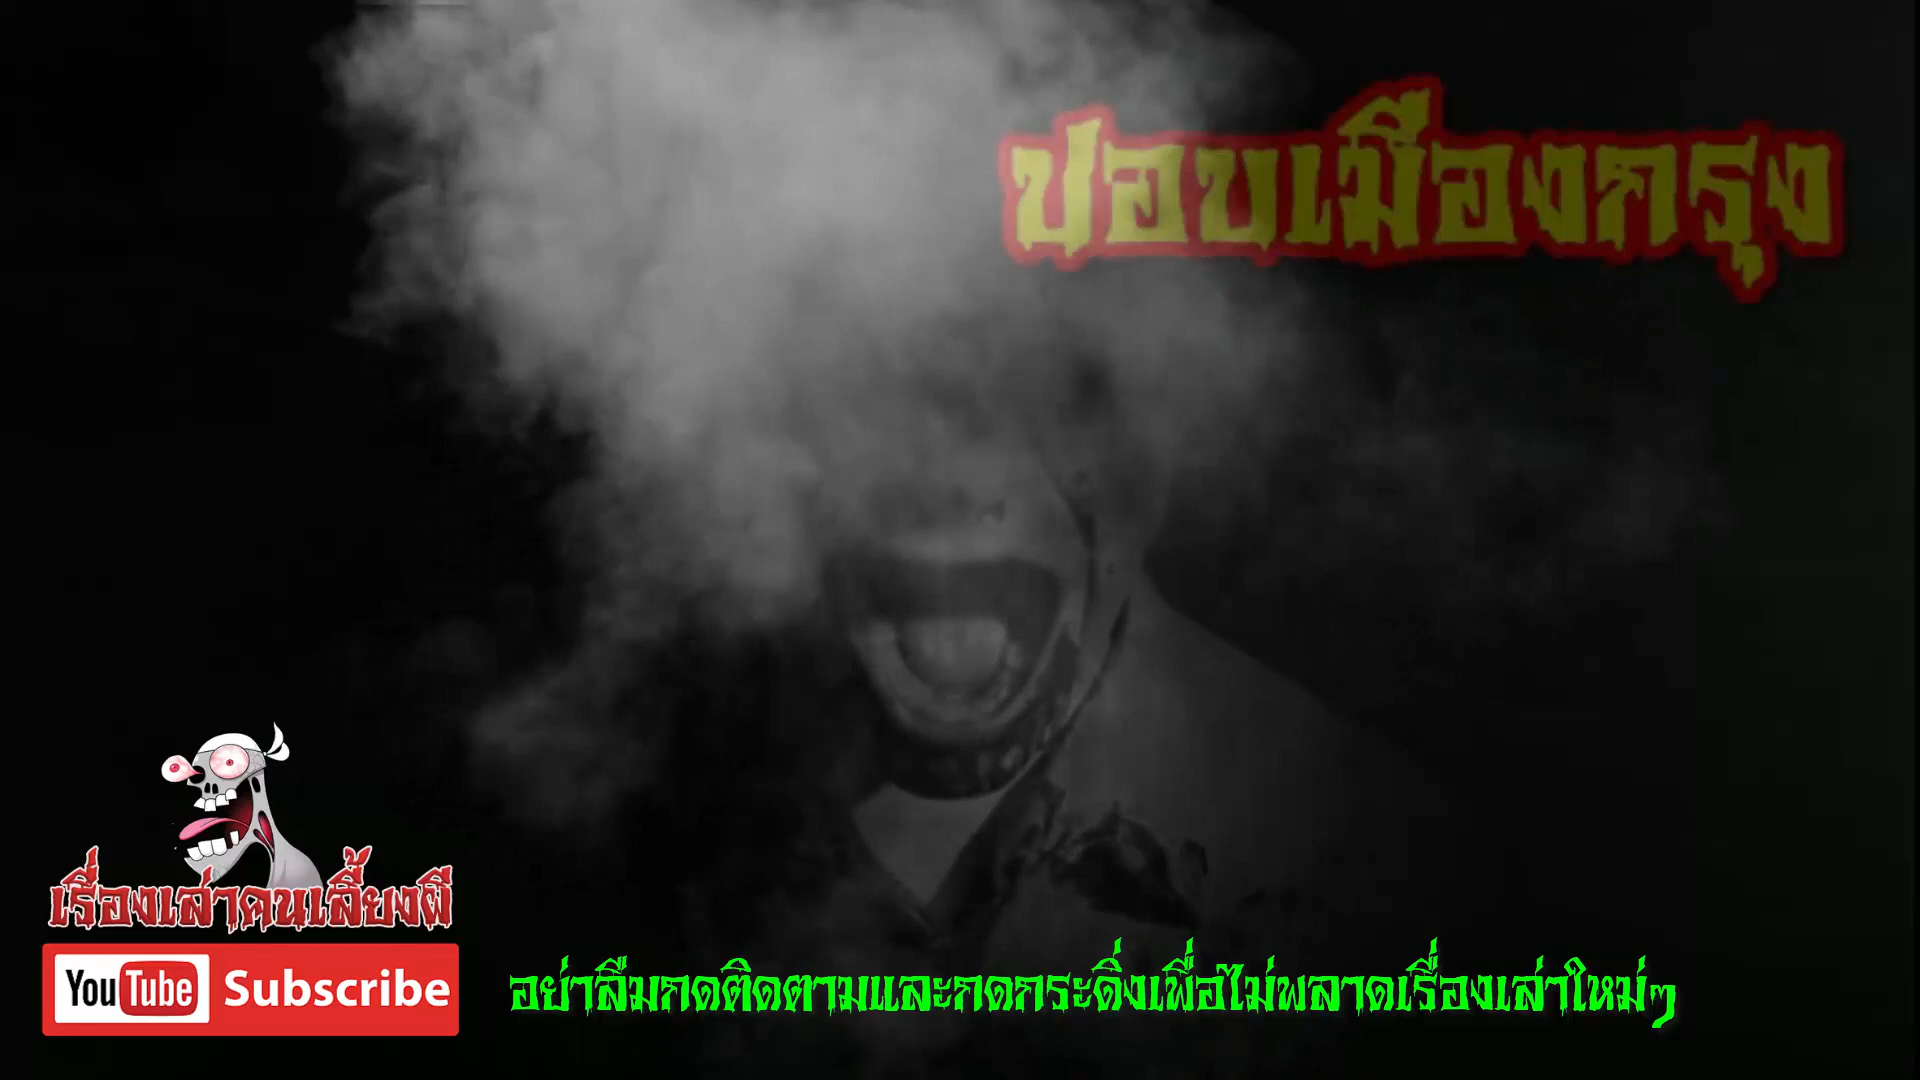 ปอบเมืองกรุง
เรื่องเล่าคนเลี้ยงผี
YouTube Subscribe
อย่าลืมกดติดตามและกดกระดิ่งเพื่อไม่พลาดเรื่องเล่าใหม่ๆ